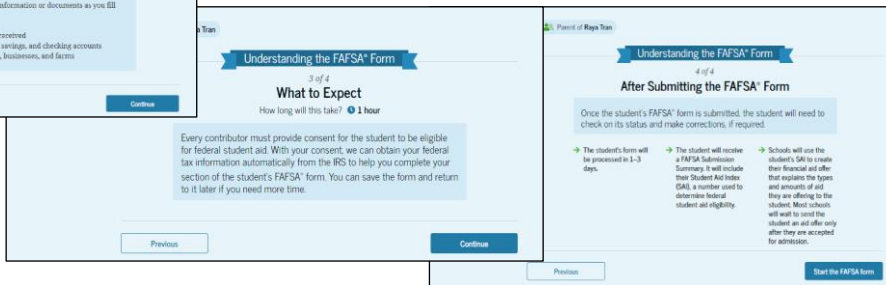 information or documents as you fill
received
savings, and checking accounts
, businesses, and farms
Continue
Tran
Understanding the FAFSA® Form
3 of 4
What to Expect
How long will this take? 1 hour
Every contributor must provide consent for the student to be eligible
for federal student aid. With your consent, we can obtain your federal
tax information automatically from the IRS to help you complete your
section of the student's FAFSA® form. You can save the form and return
to it later if you need more time.
Previous
Continue
Parent of Raya Tran
Understanding the FAFSA® Form
4 of 4
After Submitting the FAFSA® Form
Once the student's FAFSA® form is submitted, the student will need to
check on its status and make corrections, if required.
→ The student's form will
be processed in 1–3
days.
→ The student will receive
a FAFSA Submission
Summary. It will include
their Student Aid Index
(SAI), a number used to
determine federal
student aid eligibility.
→ Schools will use the
student's SAI to create
their financial aid offer
that explains the types
and amounts of aid
they are offering to the
student. Most schools
will wait to send the
student an aid offer only
after they are accepted
for admission.
Previous
Start the FAFSA form